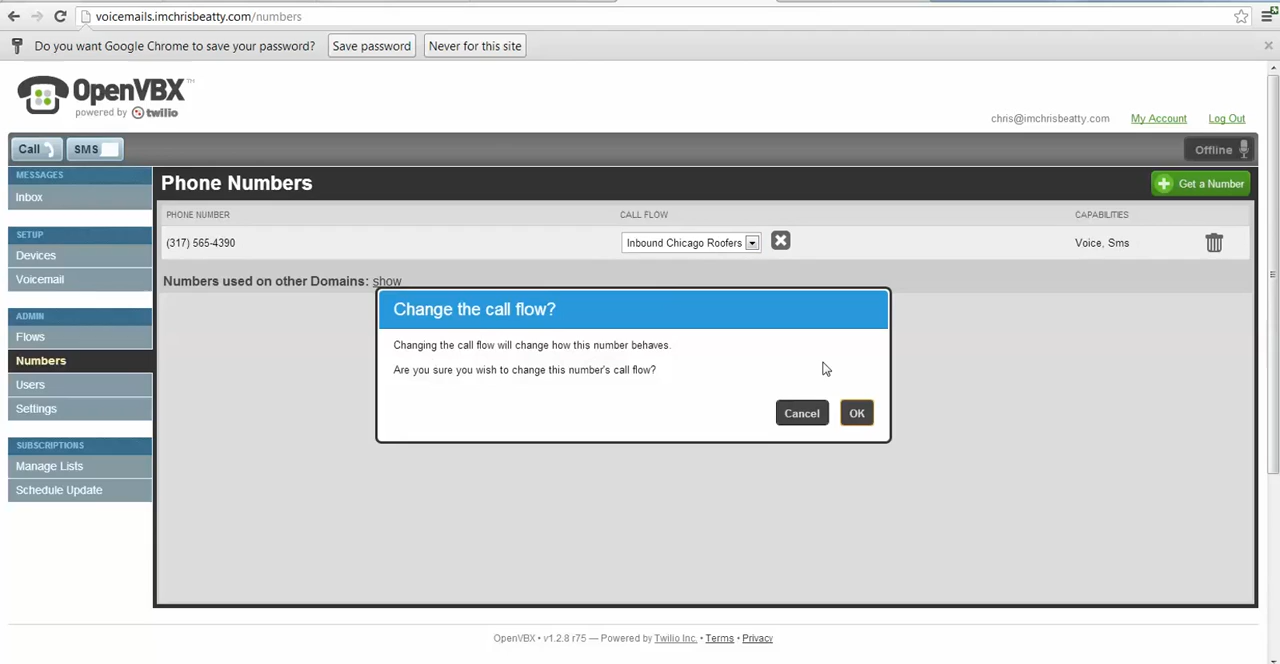 voicemails.imchrisbeatty.com/numbers
Do you want Google Chrome to save your password? Save password Never for this site
OpenVBX™
powered by twilio
chris@imchrisbeatty.com My Account Log Out
Call SMS Offline
MESSAGES
Inbox
SETUP
Devices
Voicemail
ADMIN
Flows
Numbers
Users
Settings
SUBSCRIPTIONS
Manage Lists
Schedule Update
Phone Numbers Get a Number
PHONE NUMBER CALL FLOW CAPABILITIES
(317) 565-4390 Inbound Chicago Roofers Voice, Sms
Numbers used on other Domains: show
Change the call flow?
Changing the call flow will change how this number behaves.
Are you sure you wish to change this number's call flow?
Cancel OK
OpenVBX • v1.2.8 r75 — Powered by Twilio Inc. • Terms • Privacy